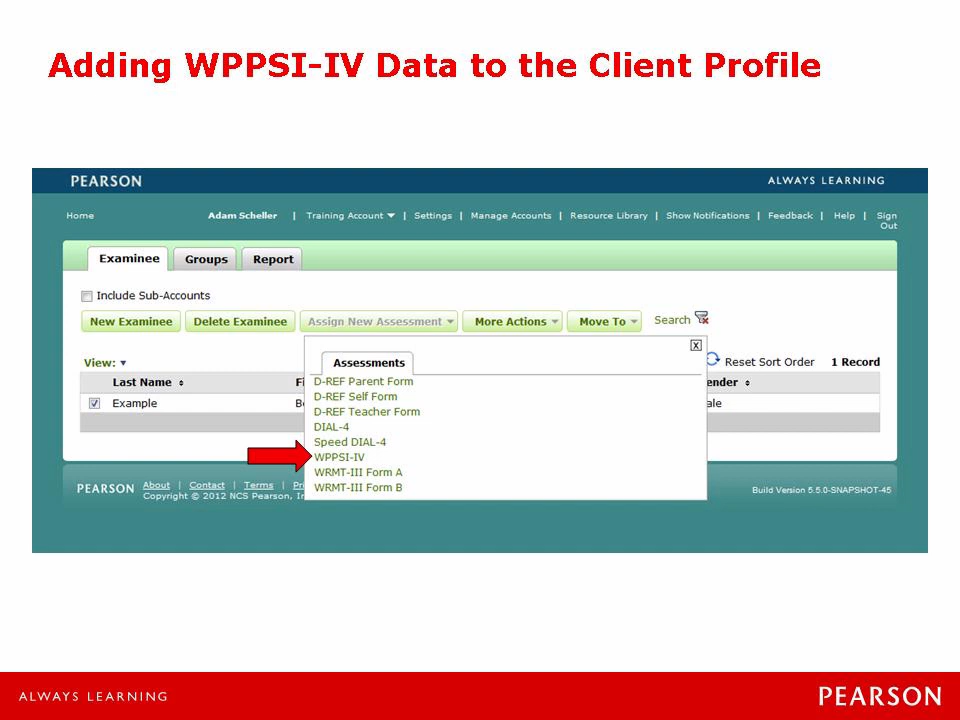 Adding WPPSI-IV Data to the Client Profile
PEARSON
ALWAYS LEARNING
Home
Adam Scheller | Training Account | Settings | Manage Accounts | Resource Library | Show Notifications | Feedback | Help | Sign Out
Examinee
Groups
Report
Include Sub-Accounts
New Examinee
Delete Examinee
Assign New Assessment
More Actions
Move To
Search
X
View:
Assessments
Reset Sort Order
1 Record
Last Name
Fi
ender
Example
Be
ale
D-REF Parent Form
D-REF Self Form
D-REF Teacher Form
DIAL-4
Speed DIAL-4
WPPSI-IV
WRMT-III Form A
WRMT-III Form B
PEARSON
About | Contact | Terms | Pri
Copyright © 2012 NCS Pearson, In
Build Version 5.5.0-SNAPSHOT-45
ALWAYS LEARNING
PEARSON